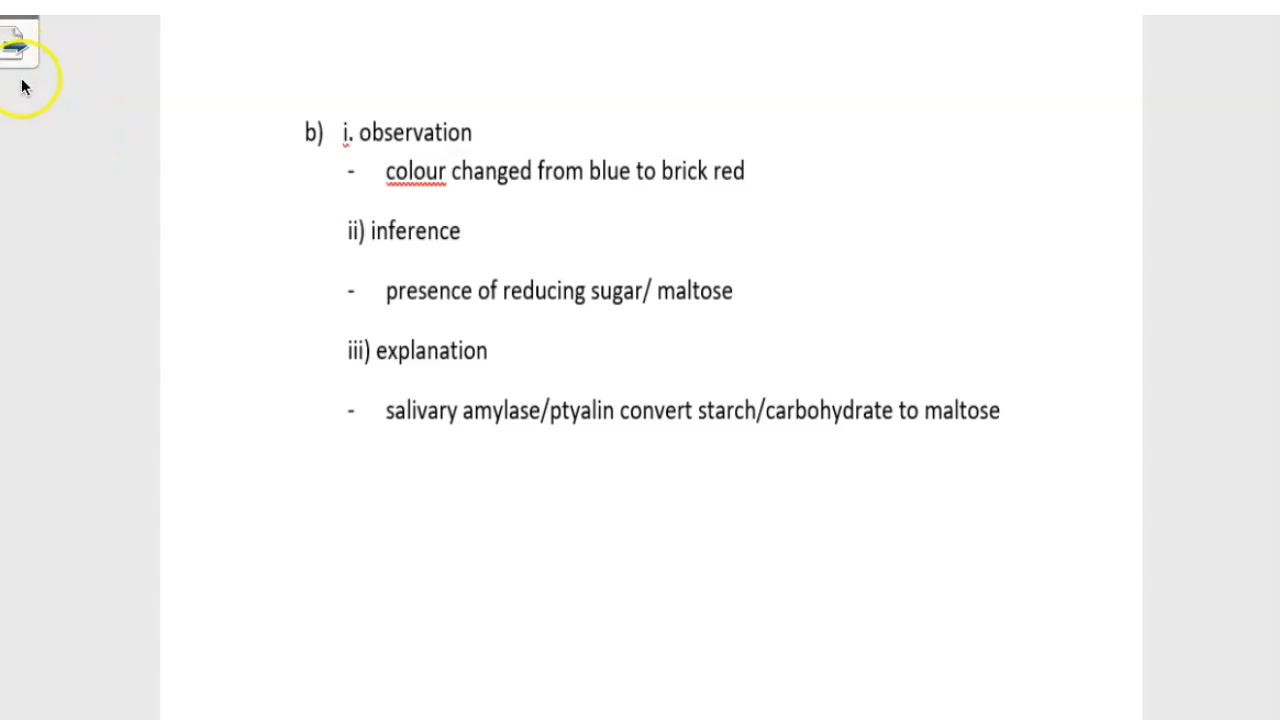 b) i. observation
- colour changed from blue to brick red
ii) inference
- presence of reducing sugar/ maltose
iii) explanation
- salivary amylase/ptyalin convert starch/carbohydrate to maltose